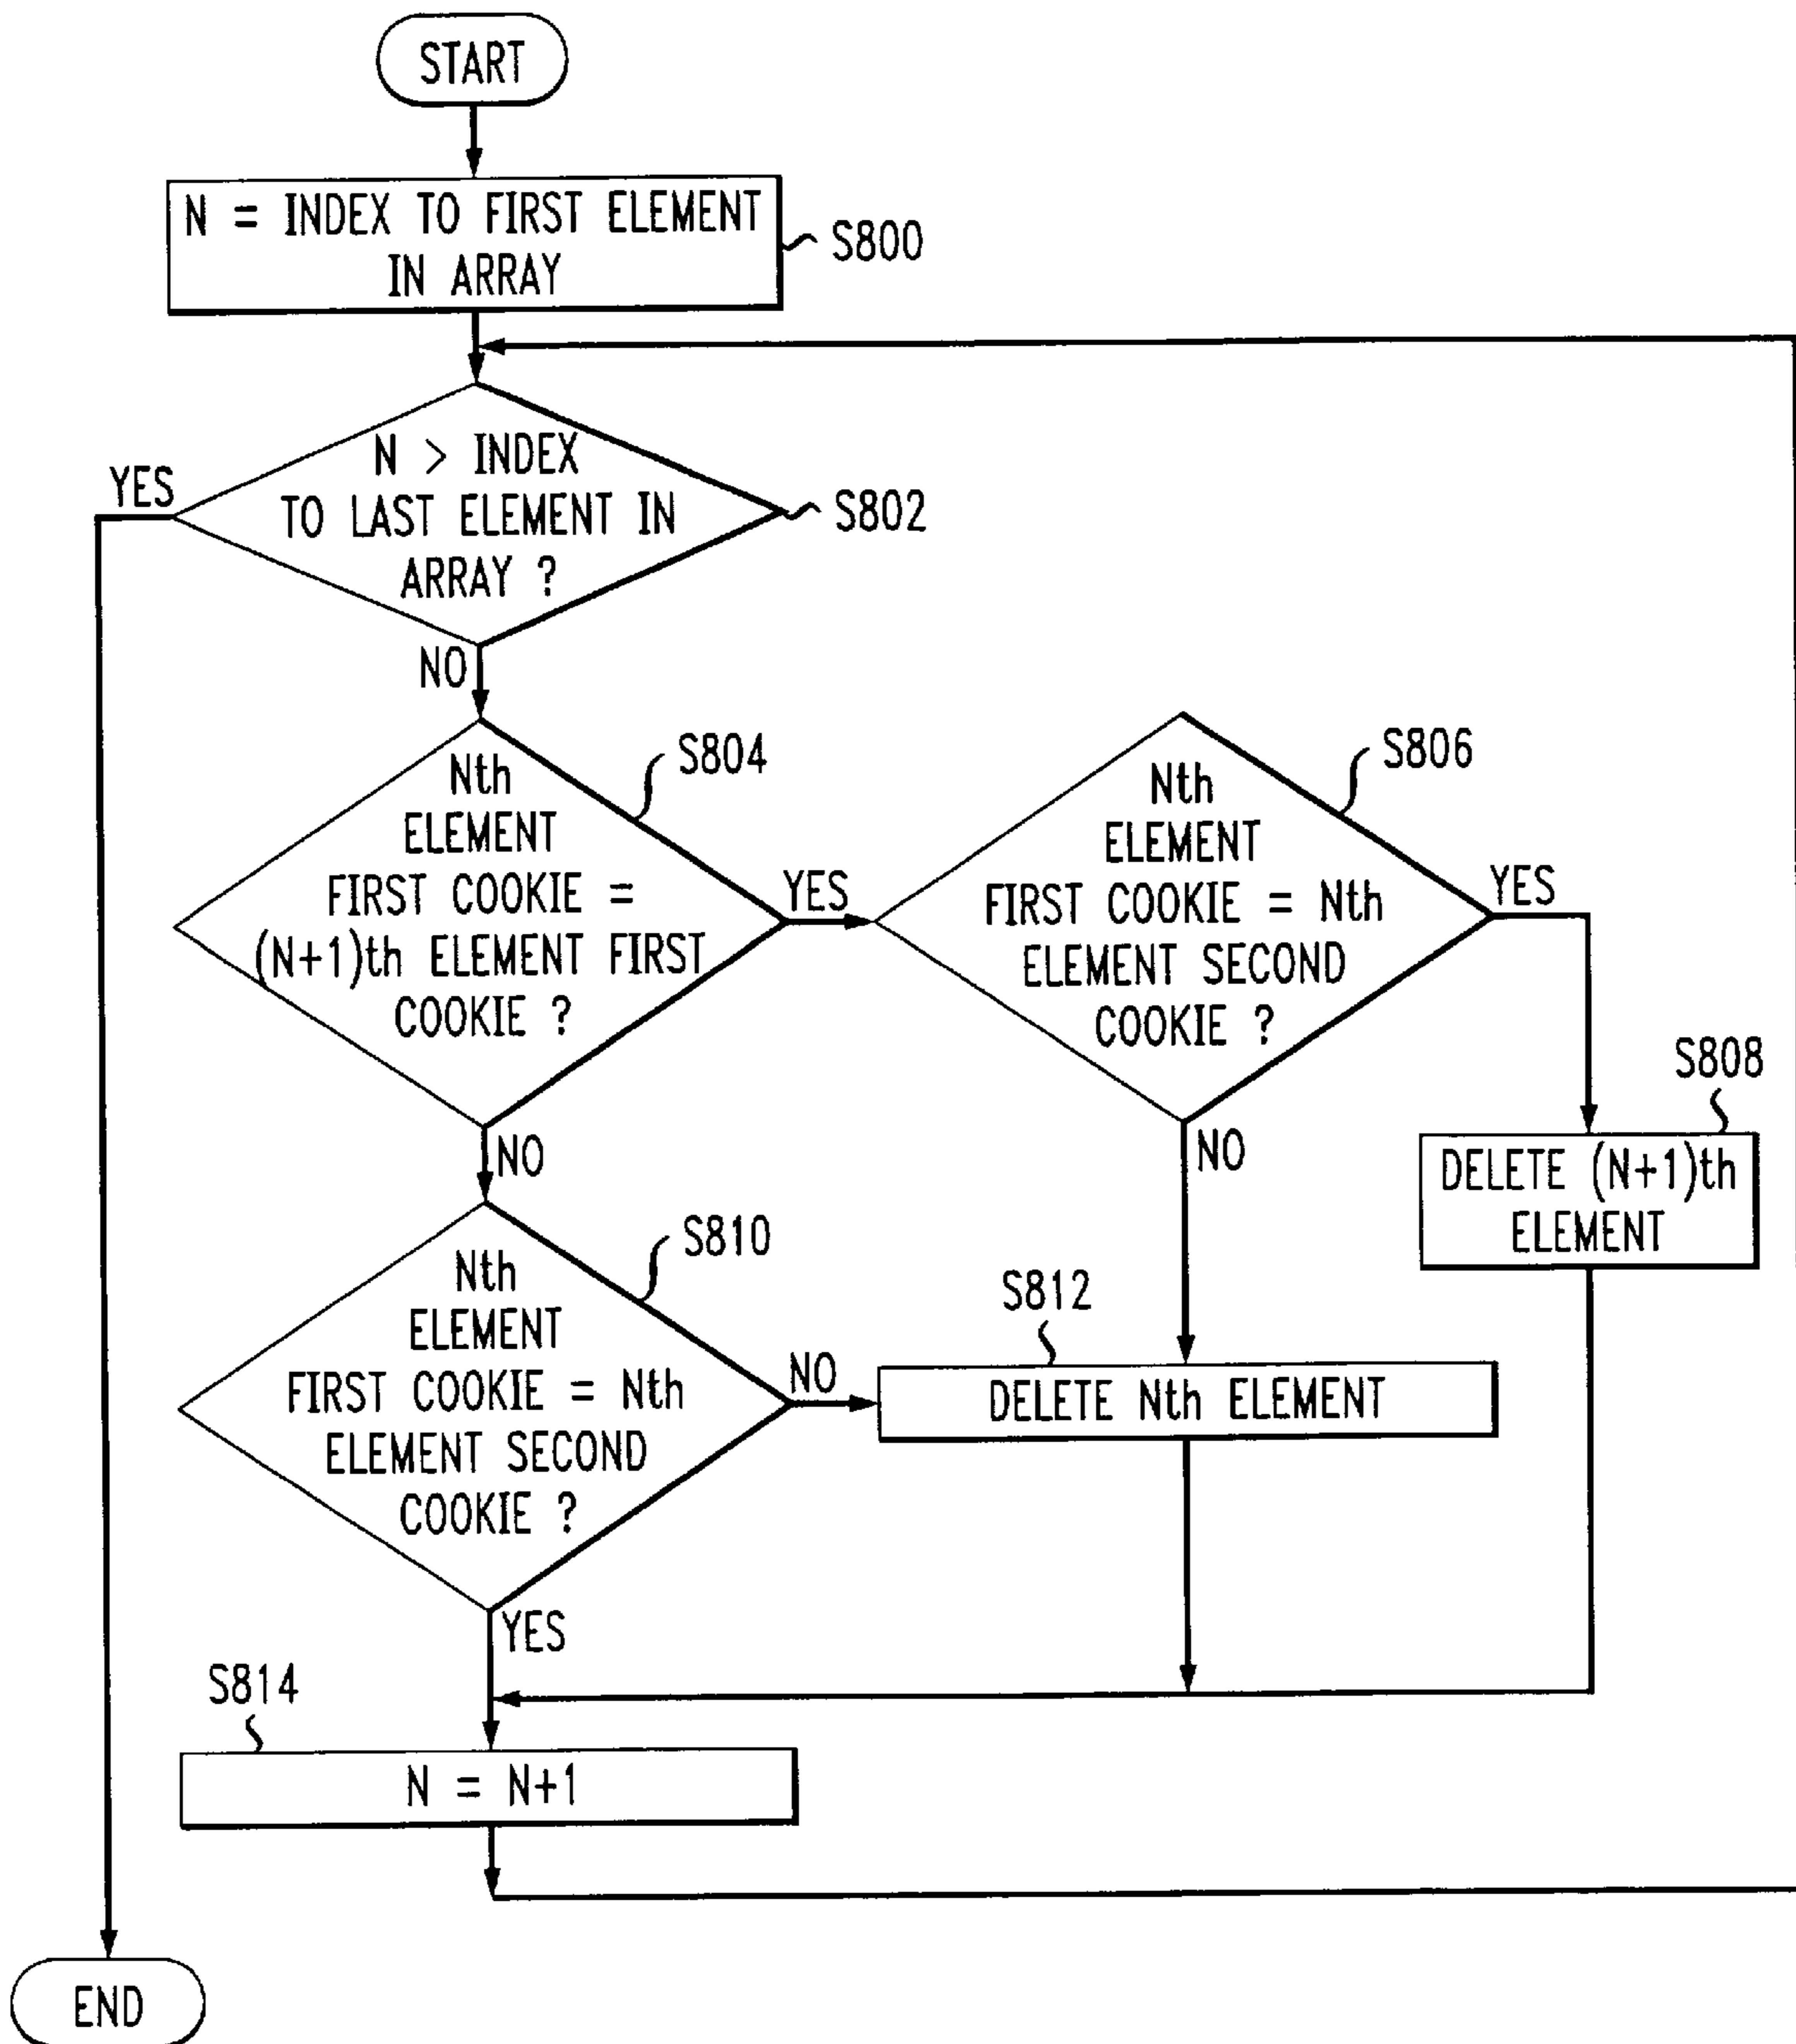 START
N = INDEX TO FIRST ELEMENT
IN ARRAY
S800
N > INDEX
TO LAST ELEMENT IN
ARRAY ?
S802
YES
NO
Nth
ELEMENT
FIRST COOKIE =
(N+1)th ELEMENT FIRST
COOKIE ?
S804
YES
NO
Nth
ELEMENT
FIRST COOKIE = Nth
ELEMENT SECOND
COOKIE ?
S806
YES
NO
S808
DELETE (N+1)th
ELEMENT
Nth
ELEMENT
FIRST COOKIE = Nth
ELEMENT SECOND
COOKIE ?
S810
NO
YES
S812
DELETE Nth ELEMENT
S814
N = N+1
END